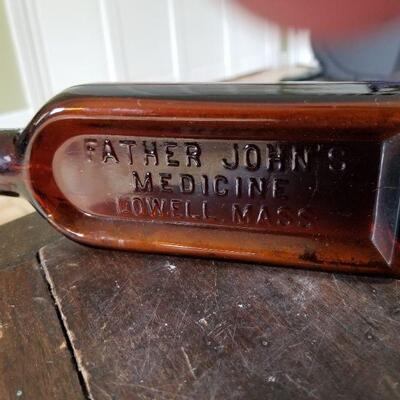 FATHER JOHN'S
MEDICINE
LOWELL MASS